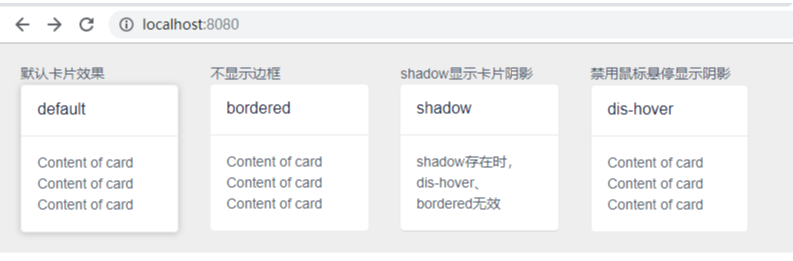 localhost:8080
默认卡片效果
default
Content of card
Content of card
Content of card
不显示边框
bordered
Content of card
Content of card
Content of card
shadow显示卡片阴影
shadow
shadow存在时，
dis-hover、
bordered无效
禁用鼠标悬停显示阴影
dis-hover
Content of card
Content of card
Content of card